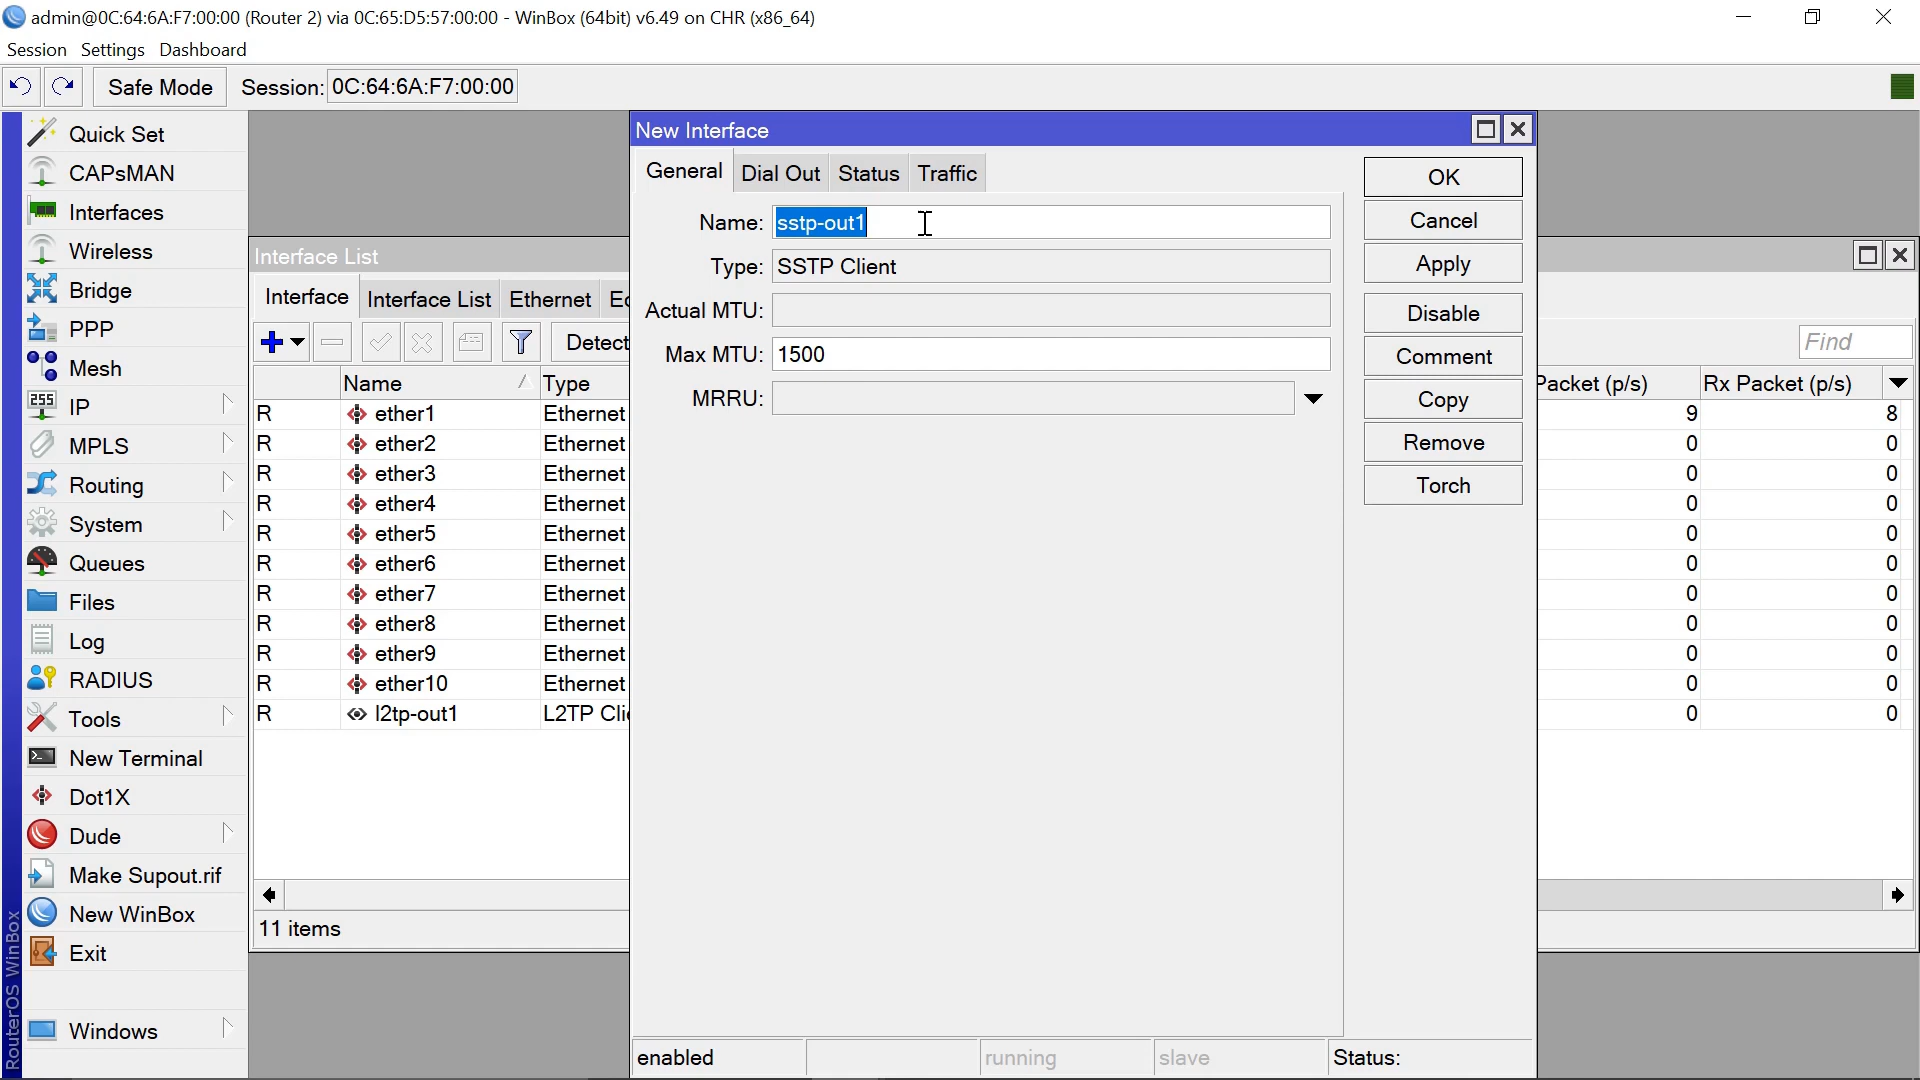 admin@0C:64:6A:F7:00:00 (Router 2) via 0C:65:D5:57:00:00 - WinBox (64bit) v6.49 on CHR (x86_64)
Session Settings Dashboard
Safe Mode Session: 0C:64:6A:F7:00:00
Quick Set
CAPsMAN
Interfaces
Wireless
Bridge
PPP
Mesh
IP
MPLS
Routing
System
Queues
Files
Log
RADIUS
Tools
New Terminal
Dot1X
Dude
Make Supout.rif
New WinBox
Exit
Windows
RouterOS WinBox
Interface List
Interface Interface List Ethernet
Detect
Find
Name Type Packet (p/s) Rx Packet (p/s)
R ether1 Ethernet 9 8
R ether2 Ethernet 0 0
R ether3 Ethernet 0 0
R ether4 Ethernet 0 0
R ether5 Ethernet 0 0
R ether6 Ethernet 0 0
R ether7 Ethernet 0 0
R ether8 Ethernet 0 0
R ether9 Ethernet 0 0
R ether10 Ethernet 0 0
R l2tp-out1 L2TP Clie 0 0
11 items
New Interface
General Dial Out Status Traffic
Name: sstp-out1
Type: SSTP Client
Actual MTU:
Max MTU: 1500
MRRU:
OK
Cancel
Apply
Disable
Comment
Copy
Remove
Torch
enabled running slave Status: